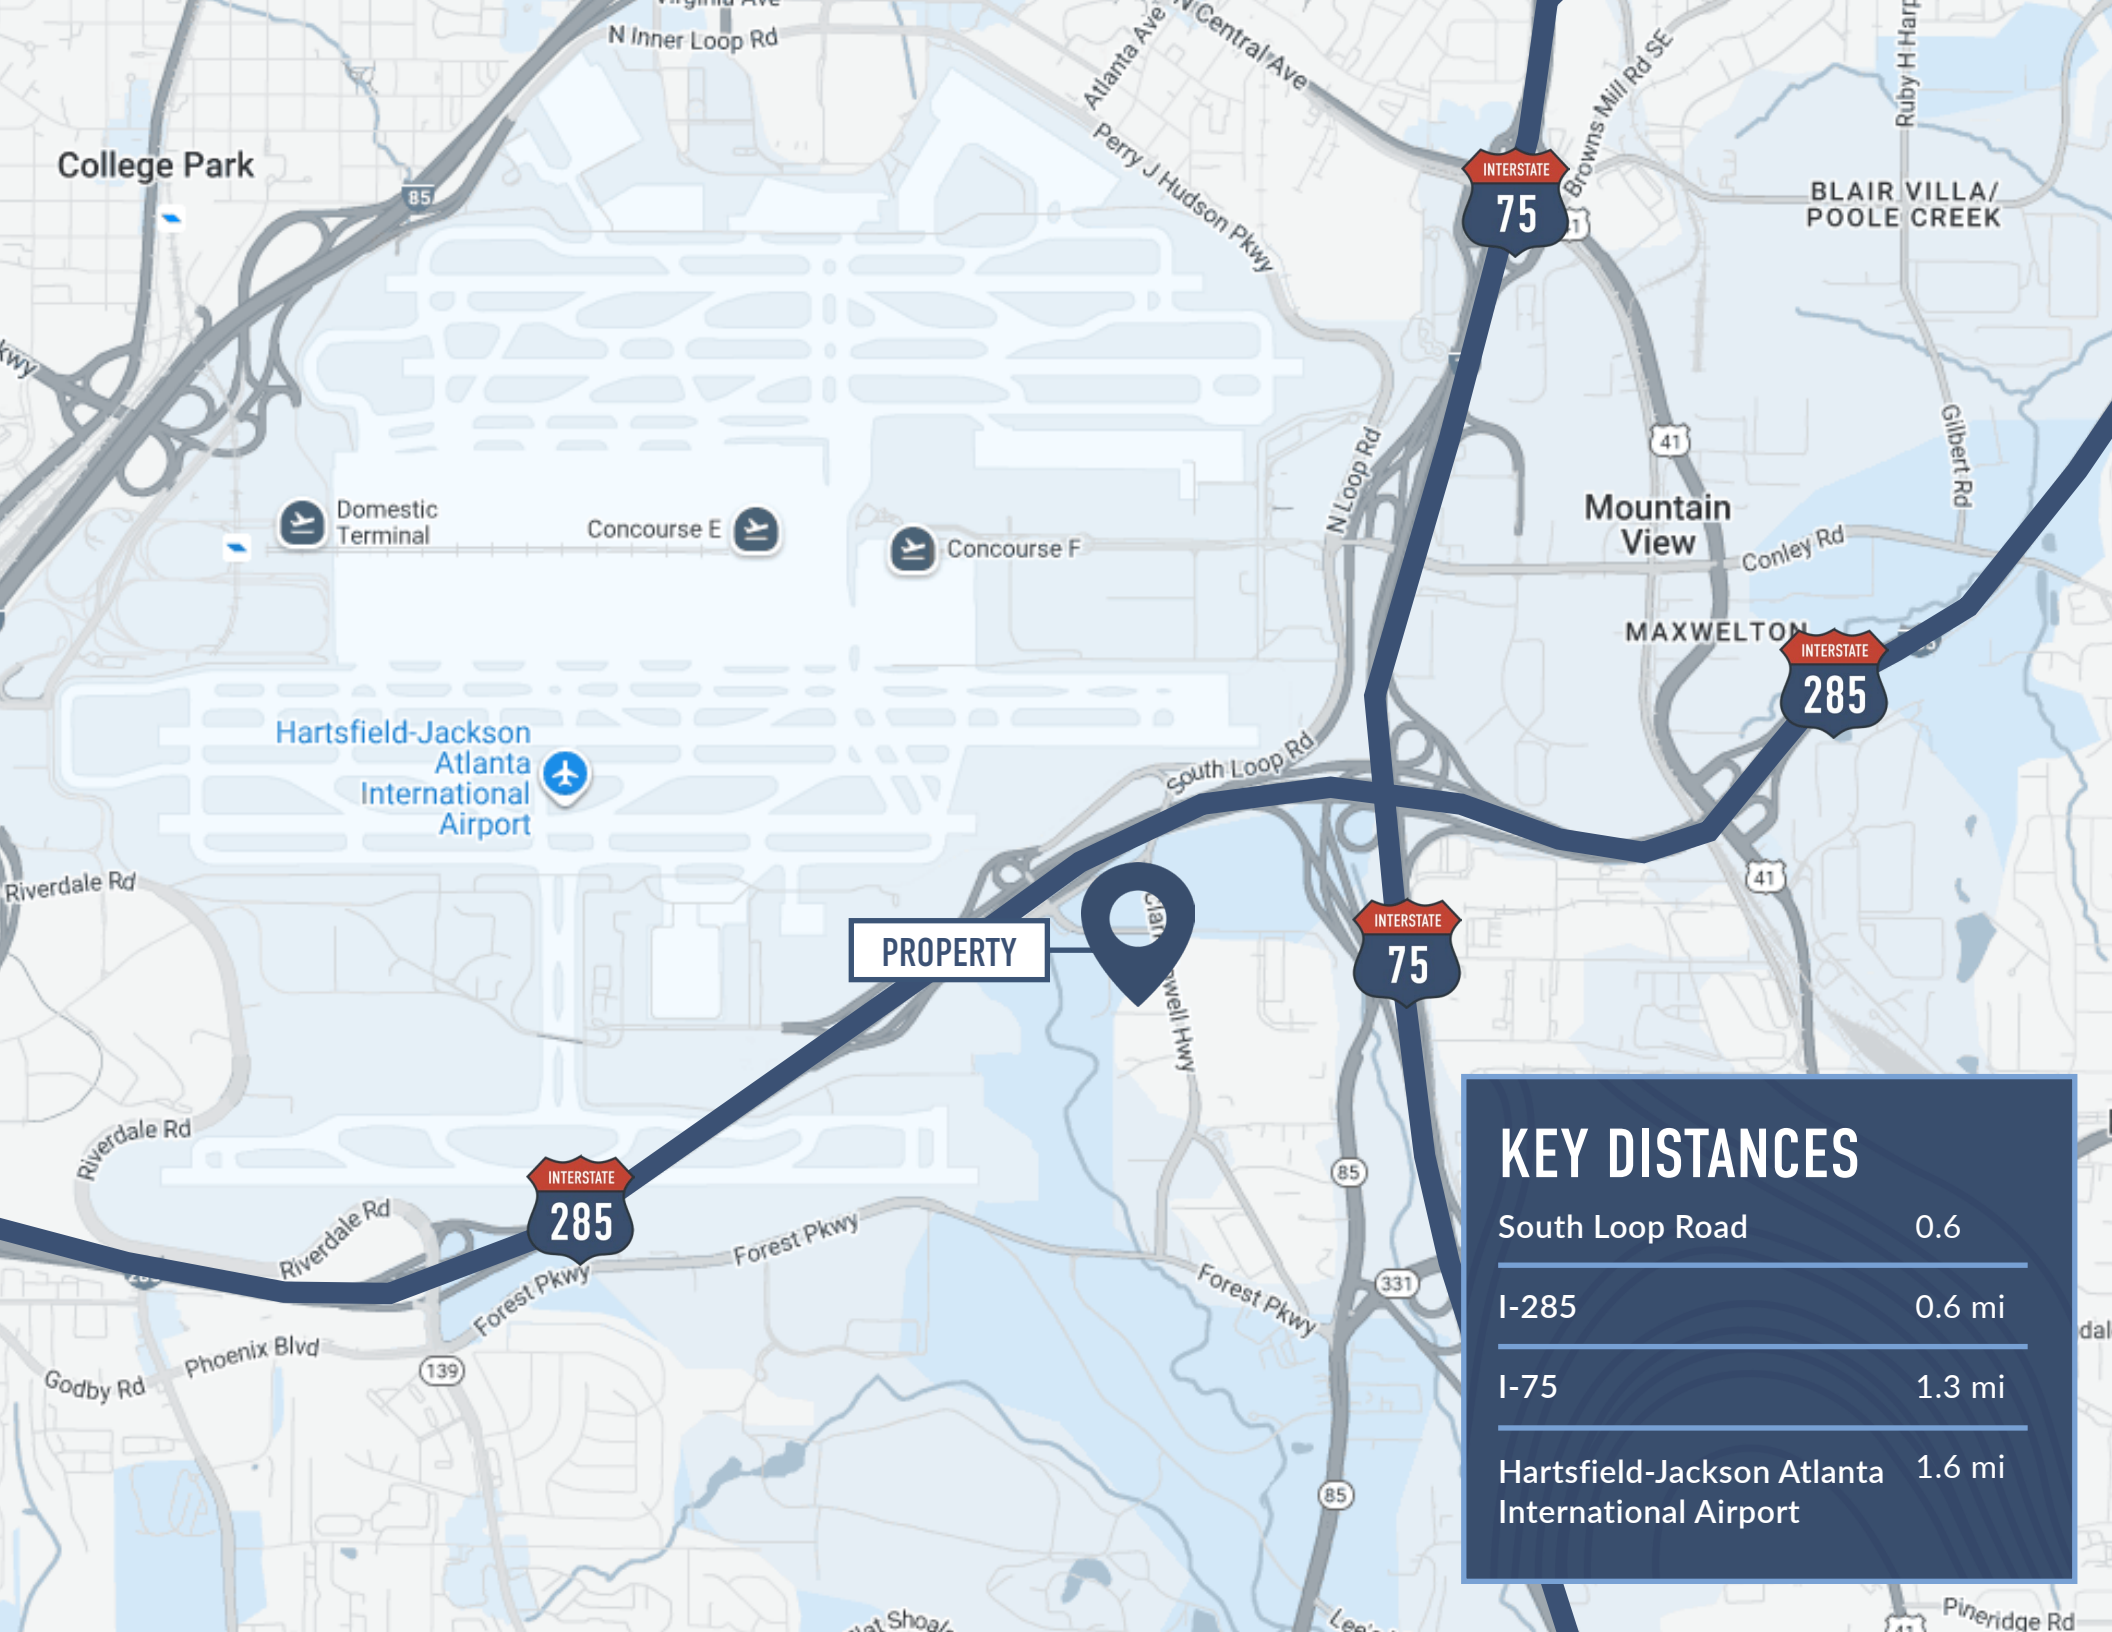 N Inner Loop Rd
N Central Ave
Atlanta Ave
Browns Mill Rd SE
Perry J Hudson Pkwy
College Park
85
INTERSTATE
75
BLAIR VILLA/
POOLE CREEK
kwy
N Loop Rd
41
Gilbert Rd
Mountain
View
Conley Rd
Domestic
Terminal
Concourse E
Concourse F
MAXWELTON
INTERSTATE
285
Hartsfield-Jackson
Atlanta
International
Airport
South Loop Rd
Riverdale Rd
41
PROPERTY
INTERSTATE
75
well Hwy
Riverdale Rd
INTERSTATE
285
85
Riverdale Rd
Forest Pkwy
Forest Pkwy
Forest Pkwy
331
Phoenix Blvd
Godby Rd
139
85
KEY DISTANCES
South Loop Road 0.6
I-285 0.6 mi
I-75 1.3 mi
Hartsfield-Jackson Atlanta 1.6 mi
International Airport
dal
Pineridge Rd
41